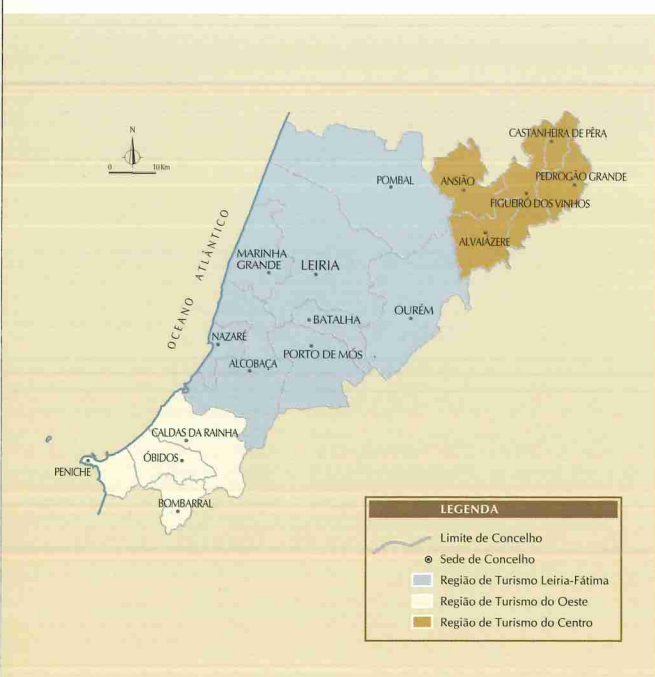 N
0 10 Km
OCEANO ATLÂNTICO
CASTANHEIRA DE PÊRA
POMBAL
ANSIÃO
PEDROGÃO GRANDE
FIGUEIRÓ DOS VINHOS
ALVAIÁZERE
MARINHA
GRANDE
LEIRIA
BATALHA
OURÉM
NAZARÉ
PORTO DE MÓS
ALCOBAÇA
CALDAS DA RAINHA
ÓBIDOS
PENICHE
BOMBARRAL
LEGENDA
Limite de Concelho
Sede de Concelho
Região de Turismo Leiria-Fátima
Região de Turismo do Oeste
Região de Turismo do Centro